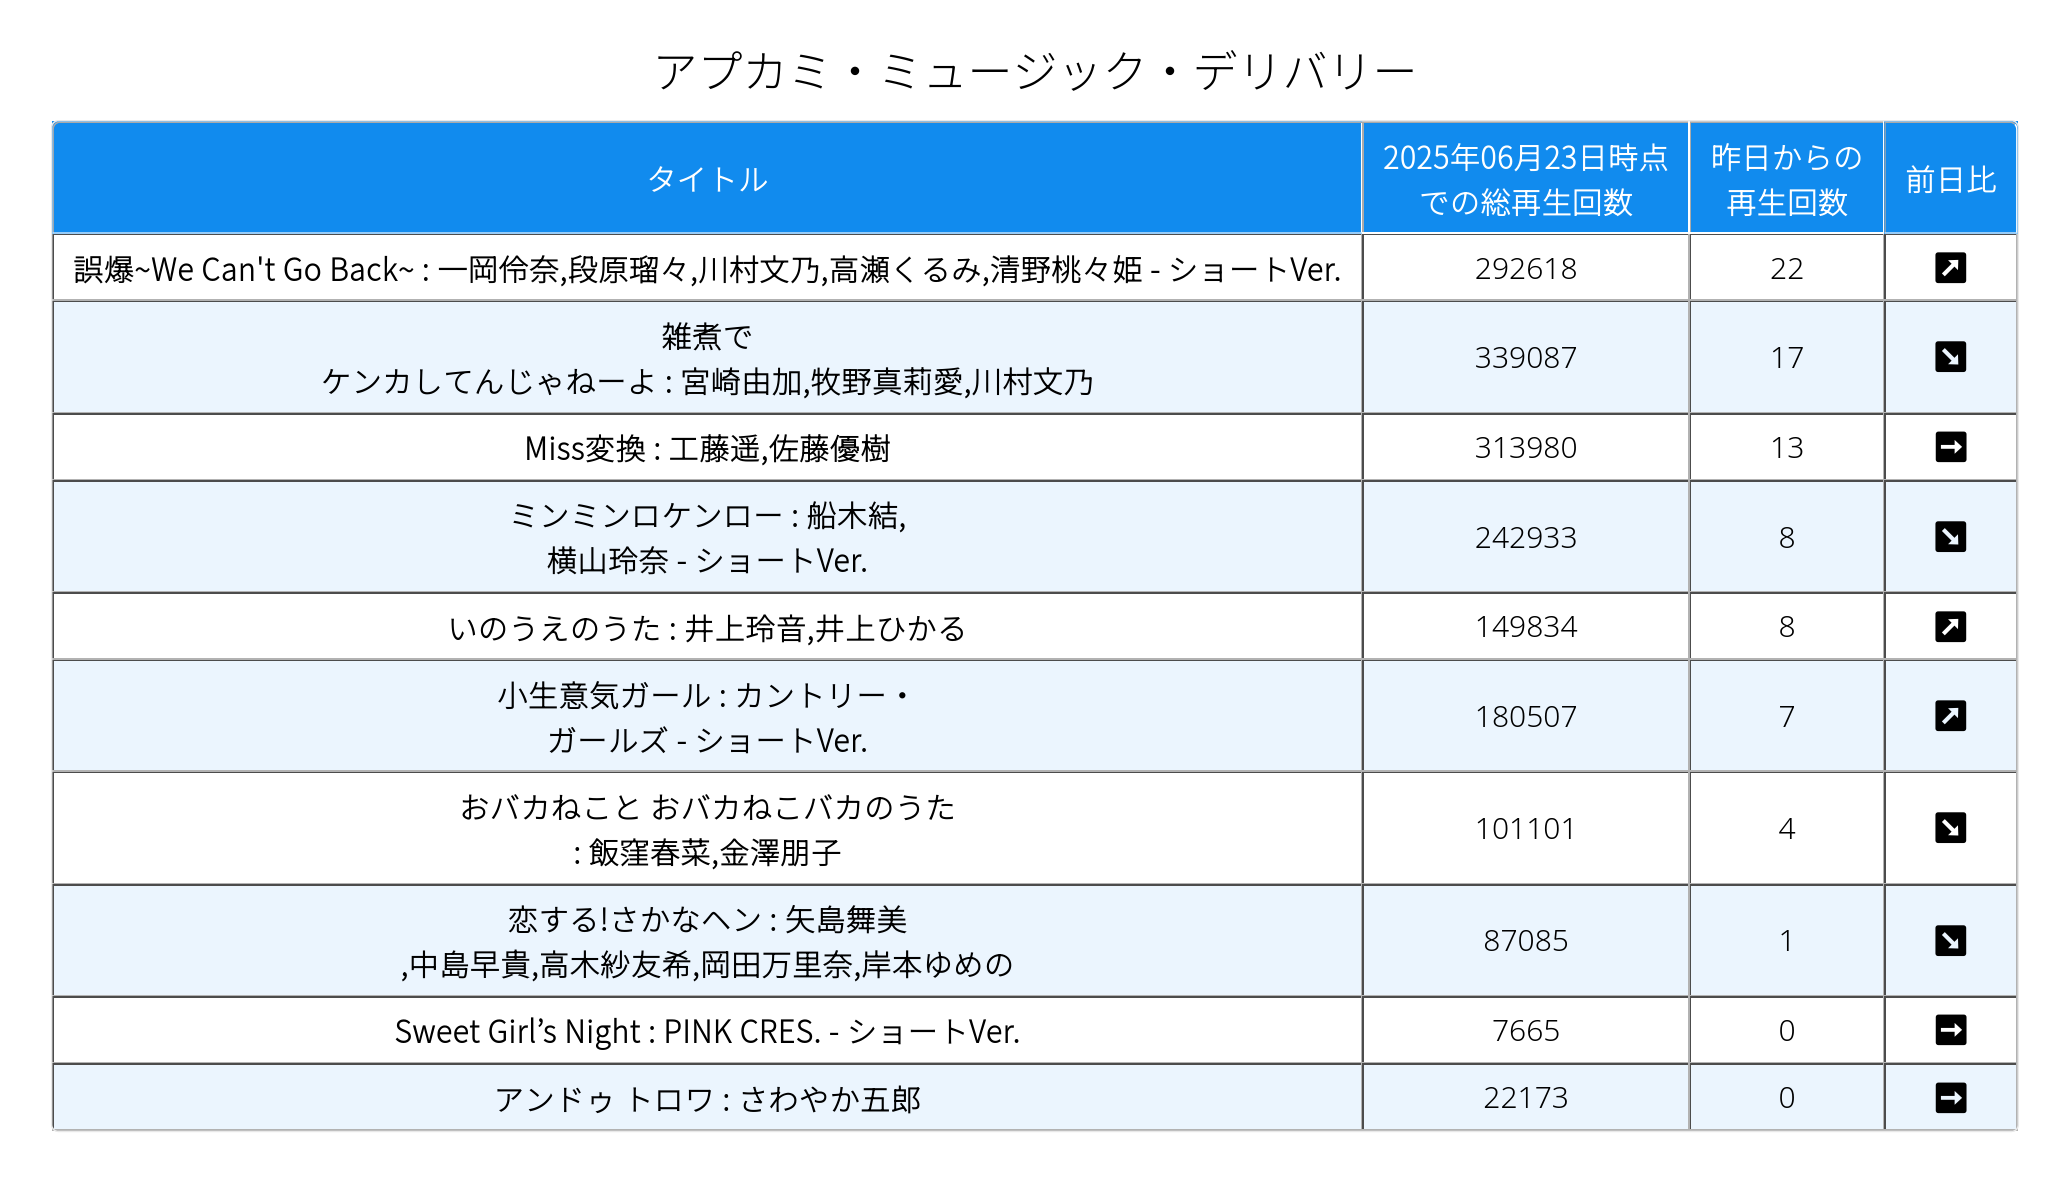 アプカミ・ミュージック・デリバリー
タイトル
2025年06月23日時点
での総再生回数
昨日からの
再生回数
前日比
誤爆~We Can't Go Back~ : 一岡伶奈,段原瑠々,川村文乃,高瀬くるみ,清野桃々姫 - ショートVer.
292618
22
雑煮で
ケンカしてんじゃねーよ : 宮崎由加,牧野真莉愛,川村文乃
339087
17
Miss変換 : 工藤遥,佐藤優樹
313980
13
ミンミンロケンロー : 船木結,
横山玲奈 - ショートVer.
242933
8
いのうえのうた : 井上玲音,井上ひかる
149834
8
小生意気ガール : カントリー・
ガールズ - ショートVer.
180507
7
おバカねこと おバカねこバカのうた
: 飯窪春菜,金澤朋子
101101
4
恋する!さかなヘン : 矢島舞美
,中島早貴,高木紗友希,岡田万里奈,岸本ゆめの
87085
1
Sweet Girl’s Night : PINK CRES. - ショートVer.
7665
0
アンドゥ トロワ : さわやか五郎
22173
0